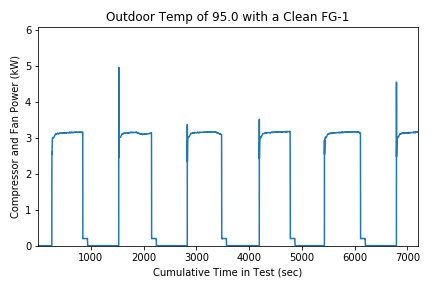 Outdoor Temp of 95.0 with a Clean FG-1
Compressor and Fan Power (kW)
6
5
4
3
2
1
0
1000 2000 3000 4000 5000 6000 7000
Cumulative Time in Test (sec)